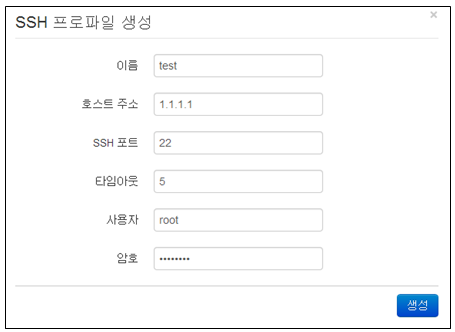 SSH 프로파일 생성
×
이름 test
호스트 주소 1.1.1.1
SSH 포트 22
타임아웃 5
사용자 root
암호 ••••••••
생성